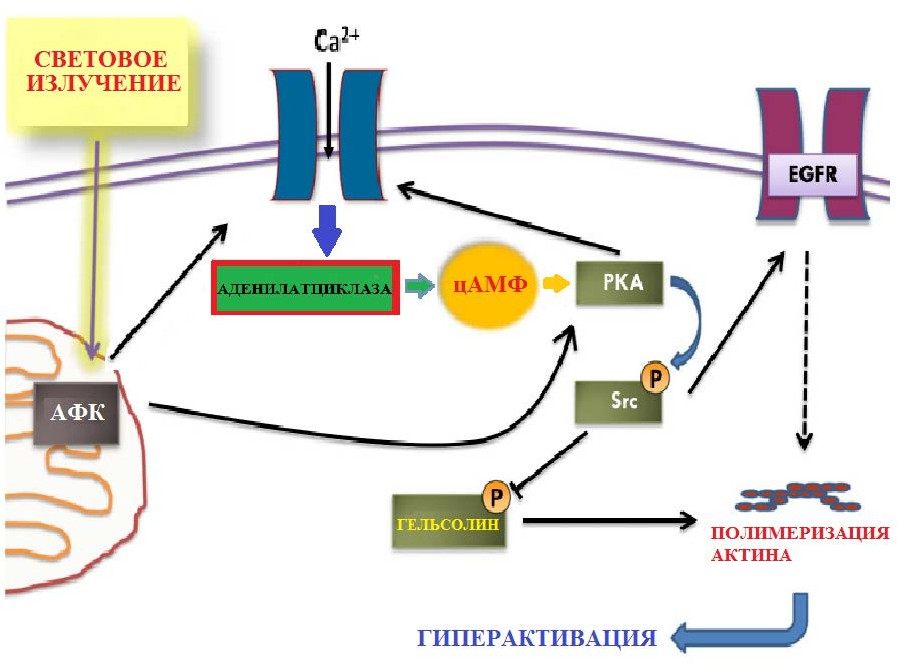 СВЕТОВОЕ
ИЗЛУЧЕНИЕ
Ca²⁺
EGFR
АДЕНИЛАТЦИКЛАЗА
цАМФ
PKA
P
Src
АФК
P
ГЕЛЬСОЛИН
ПОЛИМЕРИЗАЦИЯ
АКТИНА
ГИПЕРАКТИВАЦИЯ